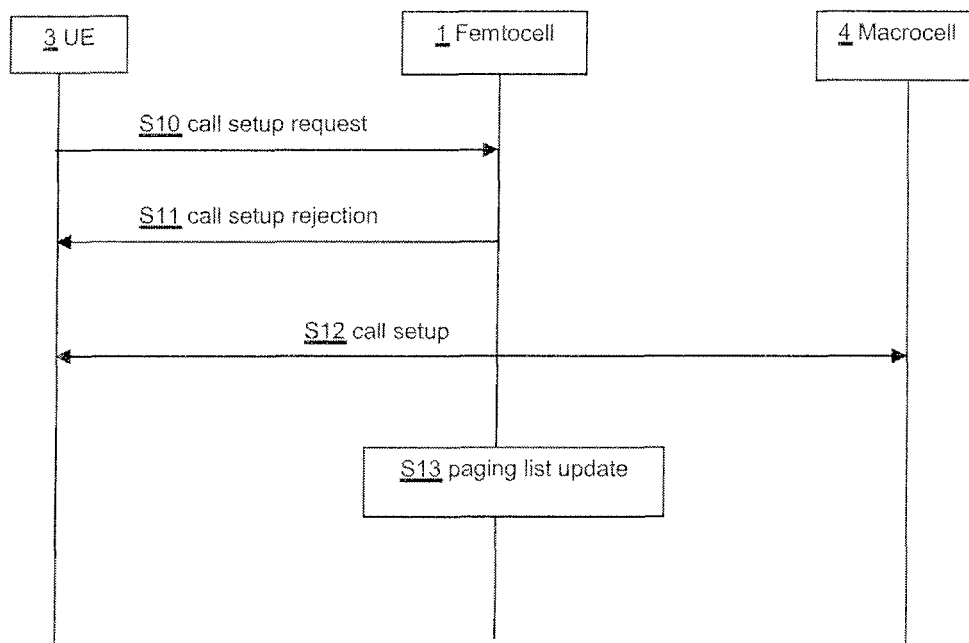 3 UE
1 Femtocell
4 Macrocell
S10 call setup request
S11 call setup rejection
S12 call setup
S13 paging list update